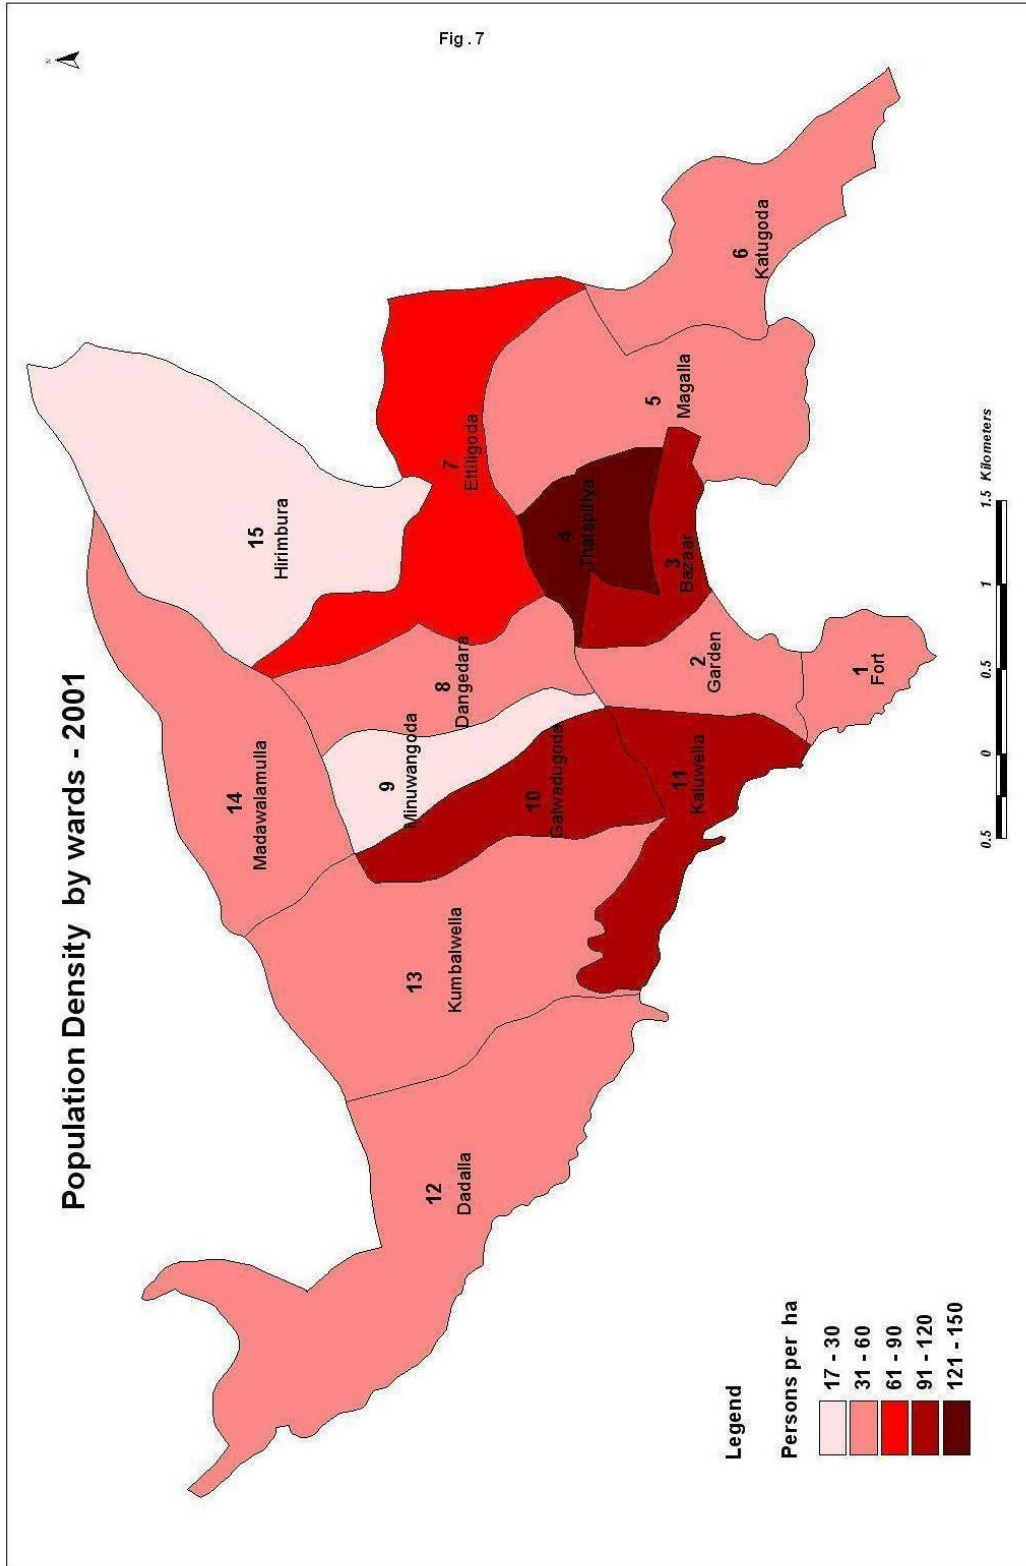 Fig . 7
Population Density by wards - 2001
N
15
Hirimbura
14
Madawalamulla
7
Ettiligoda
8
Dangedara
9
Minuwangoda
13
Kumbalwella
10
Galwadugoda
12
Dadalla
4
Thalapitiya
5
Magalla
6
Katugoda
3
Bazaar
2
Garden
11
Kaluwella
1
Fort
Legend
Persons per ha
17 - 30
31 - 60
61 - 90
91 - 120
121 - 150
0.5 0 0.5 1 1.5 Kilometers